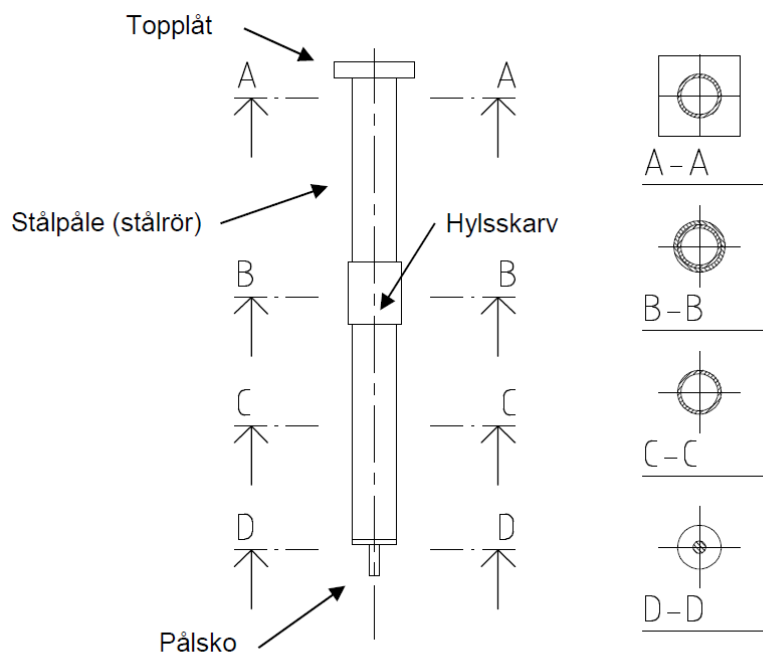 Topplåt
A A
A-A
Stålpåle (stålrör)
Hylsskarv
B B
B-B
C C
C-C
D D
D-D
Pålsko